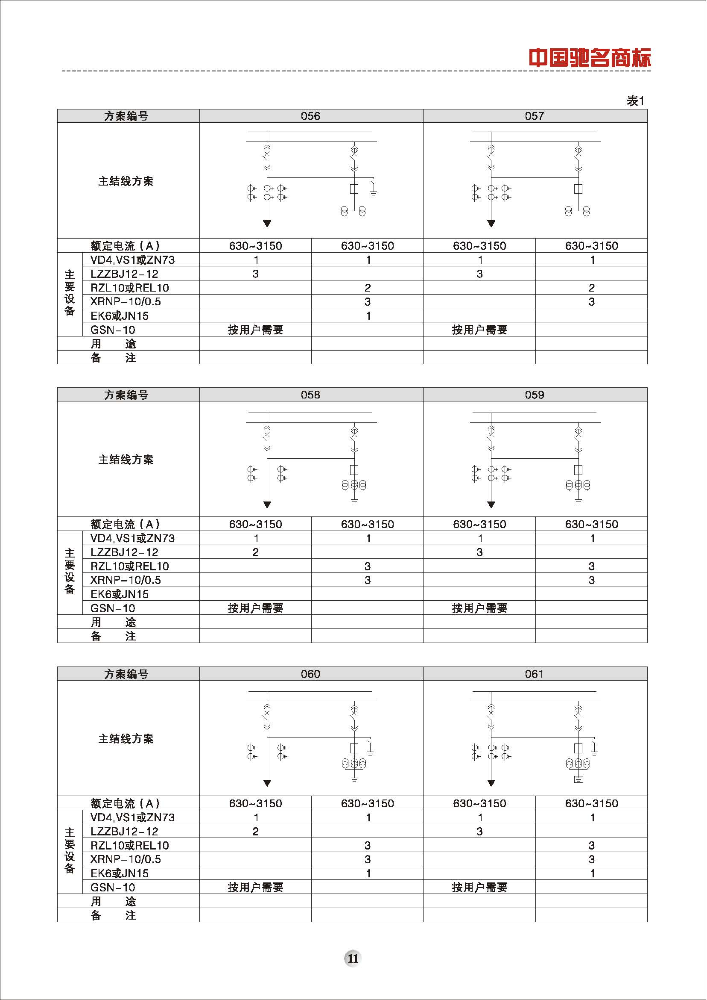 中国驰名商标
表1
方案编号 056 057
主结线方案
额定电流(A) 630~3150 630~3150 630~3150 630~3150
主要设备
VD4,VS1或ZN73 1 1 1 1
LZZBJ12-12 3 3
RZL10或REL10 2 2
XRNP-10/0.5 3 3
EK6或JN15 1
GSN-10 按用户需要 按用户需要
用 途
备 注
方案编号 058 059
主结线方案
额定电流(A) 630~3150 630~3150 630~3150 630~3150
主要设备
VD4,VS1或ZN73 1 1 1 1
LZZBJ12-12 2 3
RZL10或REL10 3 3
XRNP-10/0.5 3 3
EK6或JN15
GSN-10 按用户需要 按用户需要
用 途
备 注
方案编号 060 061
主结线方案
额定电流(A) 630~3150 630~3150 630~3150 630~3150
主要设备
VD4,VS1或ZN73 1 1 1 1
LZZBJ12-12 2 3
RZL10或REL10 3 3
XRNP-10/0.5 3 3
EK6或JN15 1 1
GSN-10 按用户需要 按用户需要
用 途
备 注
11